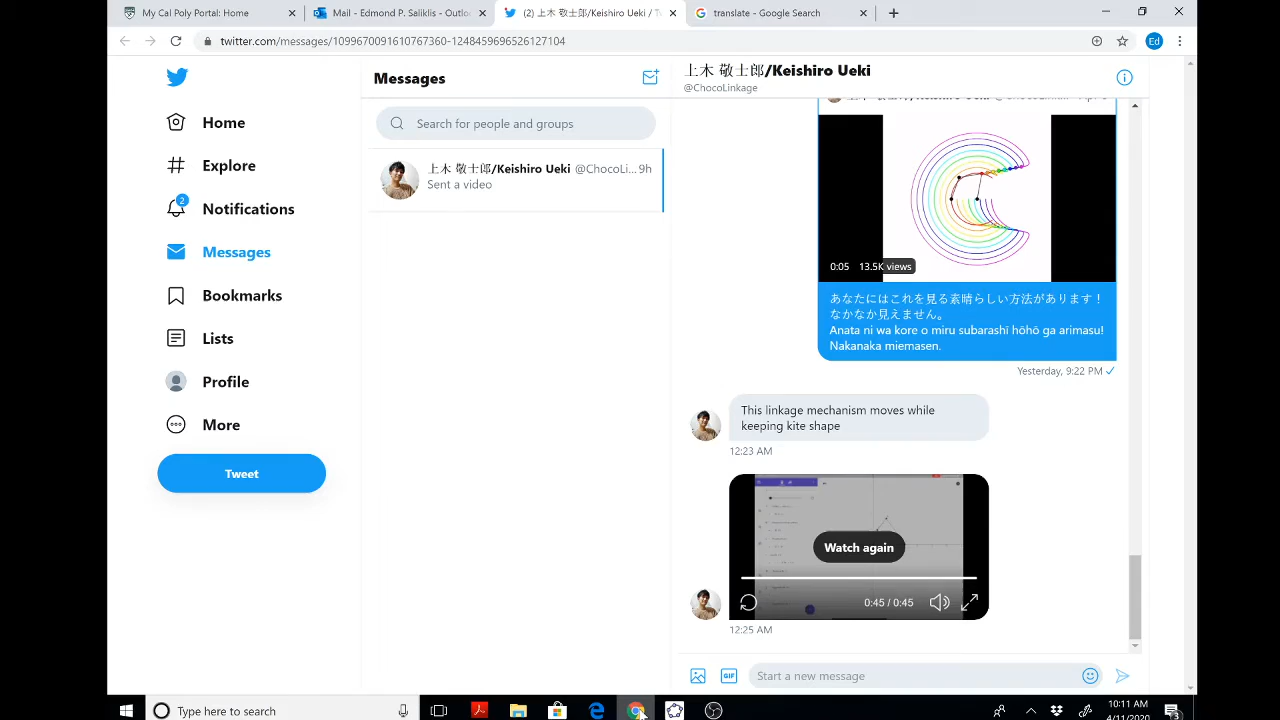 My Cal Poly Portal: Home
Mail - Edmond P. Saliklis - Outlo
(2) 上木 敬士郎/Keishiro Ueki / T
translate - Google Search
twitter.com/messages/1099670091610767360-1248459696526127104
Ed
Home
Explore
2
Notifications
Messages
Bookmarks
Lists
Profile
More
Tweet
Messages
Search for people and groups
上木 敬士郎/Keishiro Ueki @ChocoLi...9h
Sent a video
上木 敬士郎/Keishiro Ueki
@ChocoLinkage
0:05 13.5K views
あなたにはこれを見る素晴らしい方法があります！
なかなか見えません。
Anata ni wa kore o miru subarashī hōhō ga arimasu!
Nakanaka miemasen.
Yesterday, 9:22 PM
This linkage mechanism moves while
keeping kite shape
12:23 AM
Watch again
0:45 / 0:45
12:25 AM
GIF
Start a new message
Type here to search
10:11 AM
4/11/2020
3